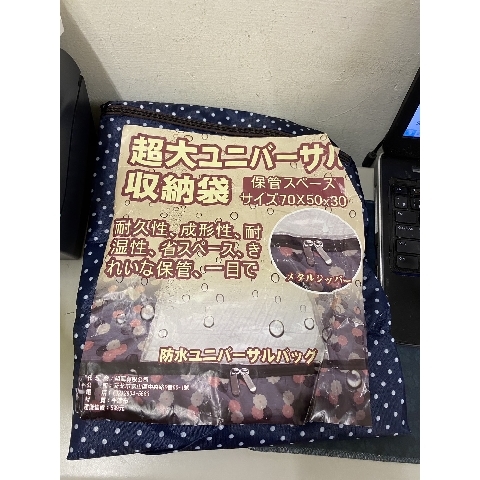 超大ユニバーサル
収納袋
保管スペース
サイズ70X50x30
耐久性、成形性、耐
湿性、省スペース、き
れいな保管、一目で
メタルジッパー
防水ユニバーサルバッグ